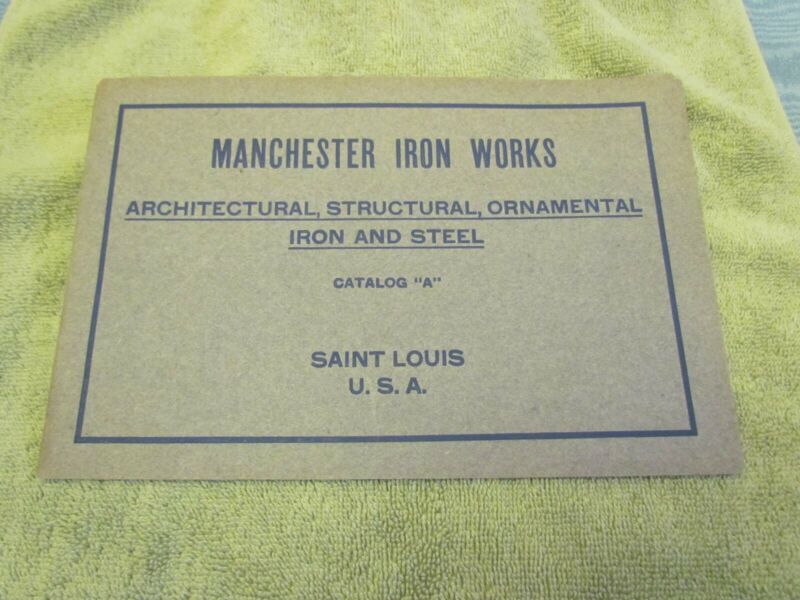 MANCHESTER IRON WORKS
ARCHITECTURAL, STRUCTURAL, ORNAMENTAL
IRON AND STEEL
CATALOG "A"
SAINT LOUIS
U. S. A.